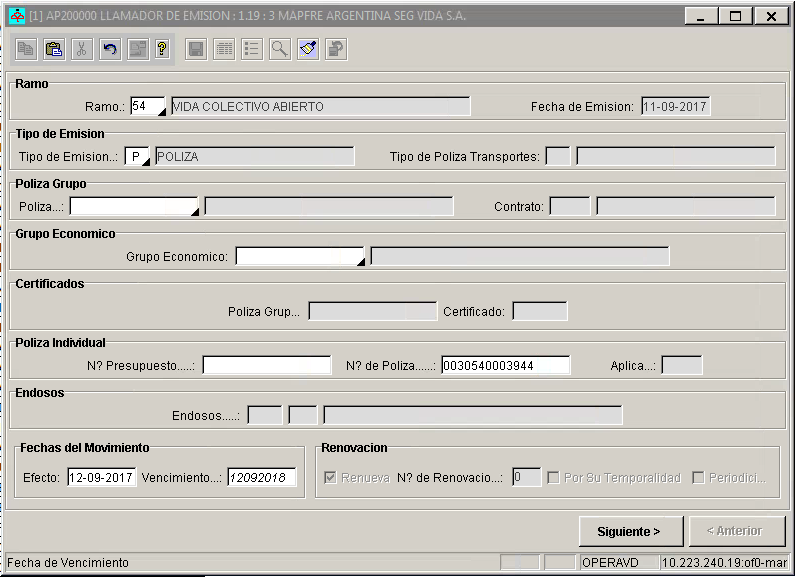 [1] AP200000 LLAMADOR DE EMISION : 1.19 : 3 MAPFRE ARGENTINA SEG VIDA S.A.
Ramo
Ramo.: 54 VIDA COLECTIVO ABIERTO Fecha de Emision: 11-09-2017
Tipo de Emision
Tipo de Emision..: P POLIZA Tipo de Poliza Transportes:
Poliza Grupo
Poliza...: Contrato:
Grupo Economico
Grupo Economico:
Certificados
Poliza Grup... Certificado:
Poliza Individual
N? Presupuesto.....: N? de Poliza......: 0030540003944 Aplica...:
Endosos
Endosos.....:
Fechas del Movimiento Renovacion
Efecto: 12-09-2017 Vencimiento...: 12092018 Renueva N? de Renovacio...: 0 Por Su Temporalidad Periodici...
Siguiente > < Anterior
Fecha de Vencimiento OPERAVD 10.223.240.19:of0-mar